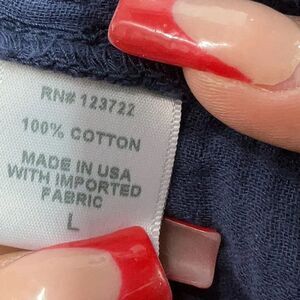 RN# 123722
100% COTTON
MADE IN USA
WITH IMPORTED
FABRIC
L